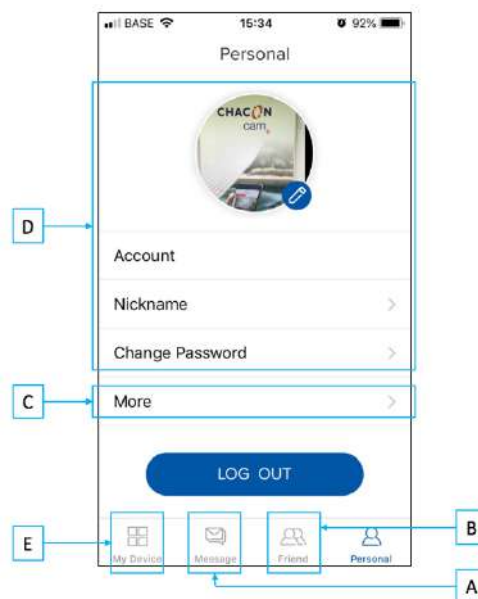 BASE 15:34 92%
Personal
CHACON
cam
D
Account
Nickname
Change Password
C
More
LOG OUT
B
E
My Device Message Friend Personal
A